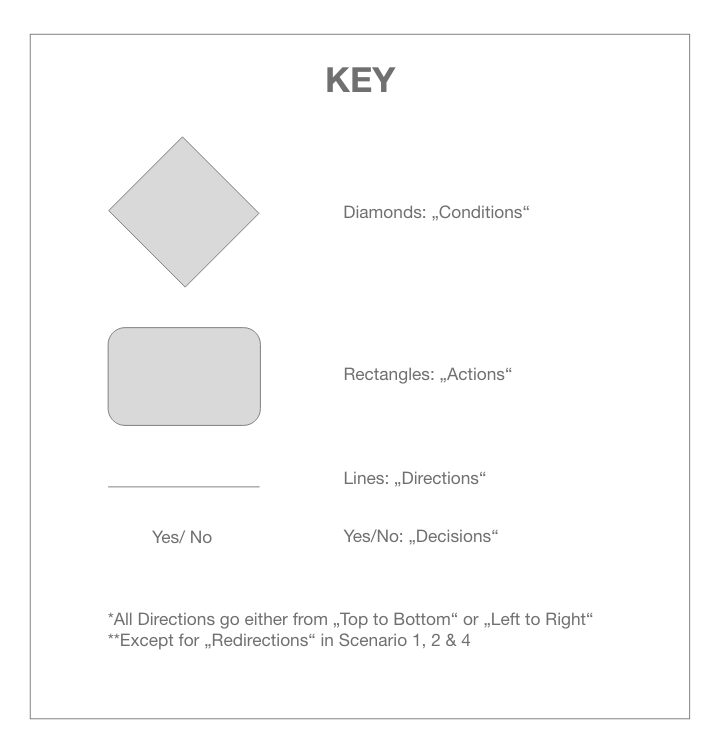 KEY
Diamonds: „Conditions“
Rectangles: „Actions“
Lines: „Directions“
Yes/ No
Yes/No: „Decisions“
*All Directions go either from „Top to Bottom“ or „Left to Right“
**Except for „Redirections“ in Scenario 1, 2 & 4